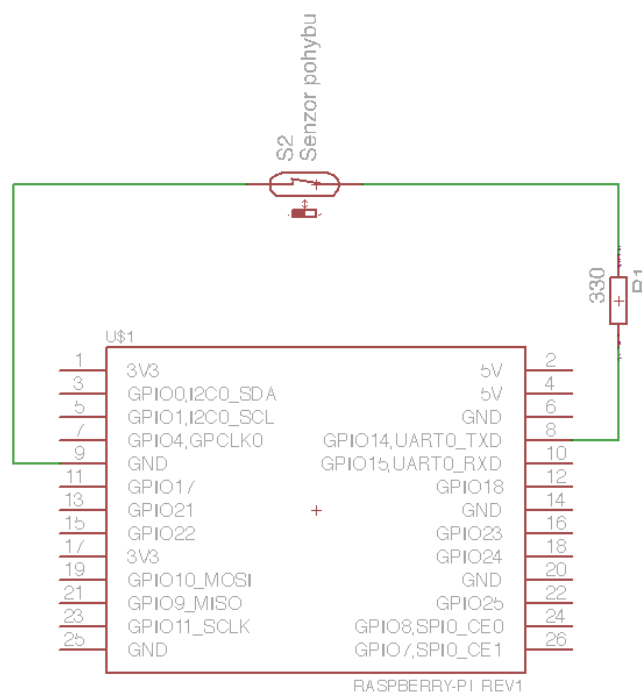 S2
Senzor pohybu
330
R1
U$1
1 3V3 5V 2
3 GPIO0,I2C0_SDA 5V 4
5 GPIO1,I2C0_SCL GND 6
7 GPIO4,GPCLK0 GPIO14,UART0_TXD 8
9 GND GPIO15,UART0_RXD 10
11 GPIO17 GPIO18 12
13 GPIO21 GND 14
15 GPIO22 GPIO23 16
17 3V3 GPIO24 18
19 GPIO10_MOSI GND 20
21 GPIO9_MISO GPIO25 22
23 GPIO11_SCLK GPIO8,SPI0_CE0 24
25 GND GPIO7,SPI0_CE1 26
RASPBERRY-PI REV1